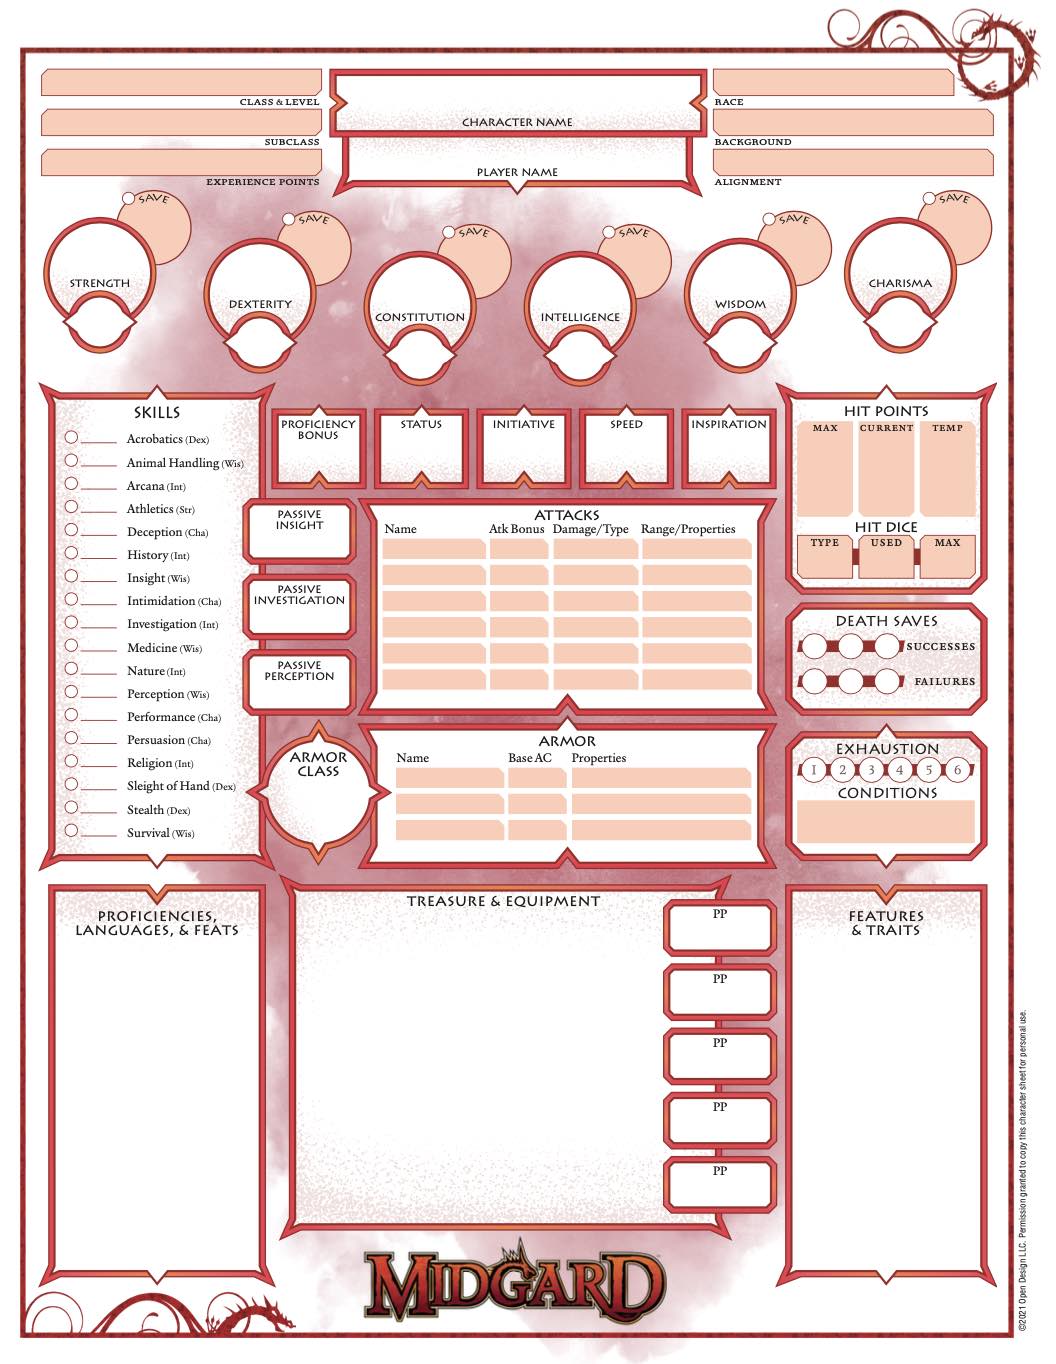 CLASS & LEVEL
SUBCLASS
EXPERIENCE POINTS
CHARACTER NAME
PLAYER NAME
RACE
BACKGROUND
ALIGNMENT
SAVE
STRENGTH
SAVE
DEXTERITY
SAVE
CONSTITUTION
SAVE
INTELLIGENCE
SAVE
WISDOM
SAVE
CHARISMA
SKILLS
Acrobatics (Dex)
Animal Handling (Wis)
Arcana (Int)
Athletics (Str)
Deception (Cha)
History (Int)
Insight (Wis)
Intimidation (Cha)
Investigation (Int)
Medicine (Wis)
Nature (Int)
Perception (Wis)
Performance (Cha)
Persuasion (Cha)
Religion (Int)
Sleight of Hand (Dex)
Stealth (Dex)
Survival (Wis)
PROFICIENCY
BONUS
STATUS
INITIATIVE
SPEED
INSPIRATION
PASSIVE
INSIGHT
PASSIVE
INVESTIGATION
PASSIVE
PERCEPTION
ARMOR
CLASS
ATTACKS
Name Atk Bonus Damage/Type Range/Properties
ARMOR
Name Base AC Properties
HIT POINTS
MAX CURRENT TEMP
HIT DICE
TYPE USED MAX
DEATH SAVES
SUCCESSES
FAILURES
EXHAUSTION
1 2 3 4 5 6
CONDITIONS
PROFICIENCIES,
LANGUAGES, & FEATS
TREASURE & EQUIPMENT
PP
PP
PP
PP
PP
FEATURES
& TRAITS
MIDGARD
©2021 Open Design LLC. Permission granted to copy this character sheet for personal use.